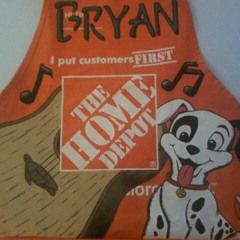 BRYAN
I put customers FIRST
THE
HOME
DEPOT
®